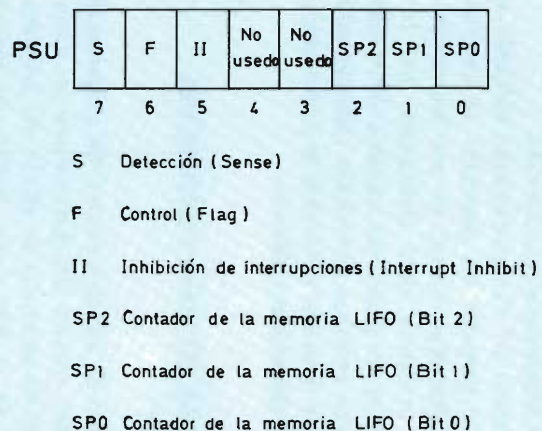 No No
PSU S F II usedo usedo SP2 SP1 SP0
7 6 5 4 3 2 1 0
S Detección (Sense)
F Control (Flag)
II Inhibición de interrupciones (Interrupt Inhibit)
SP2 Contador de la memoria LIFO (Bit 2)
SP1 Contador de la memoria LIFO (Bit 1)
SP0 Contador de la memoria LIFO (Bit 0)